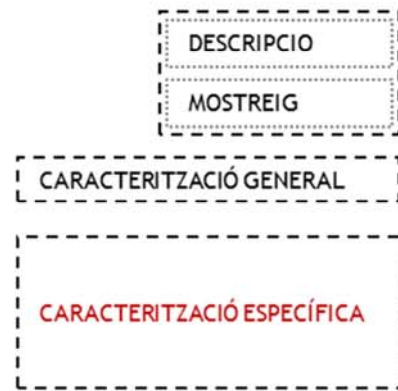 DESCRIPCIO
MOSTREIG
CARACTERITZACIÓ GENERAL
CARACTERITZACIÓ ESPECÍFICA